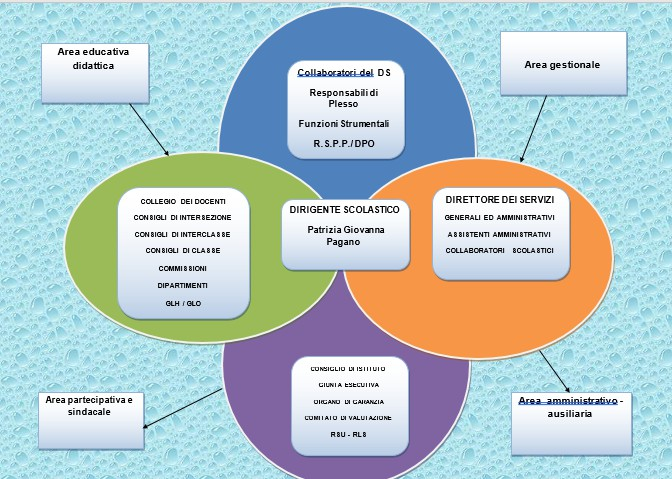 Area educativa
didattica
Collaboratori del DS
Responsabili di
Plesso
Funzioni Strumentali
R.S.P.P./DPO
Area gestionale
COLLEGIO DEI DOCENTI
CONSIGLI DI INTERSEZIONE
CONSIGLI DI INTERCLASSE
CONSIGLI DI CLASSE
COMMISSIONI
DIPARTIMENTI
GLH / GLO
DIRIGENTE SCOLASTICO
Patrizia Giovanna
Pagano
DIRETTORE DEI SERVIZI
GENERALI ED AMMINISTRATIVI
ASSISTENTI AMMINISTRATIVI
COLLABORATORI SCOLASTICI
Area partecipativa e
sindacale
CONSIGLIO DI ISTITUTO
GIUNTA ESECUTIVA
ORGANO DI GARANZIA
COMITATO DI VALUTAZIONE
RSU - RLS
Area amministrativo -
ausiliaria